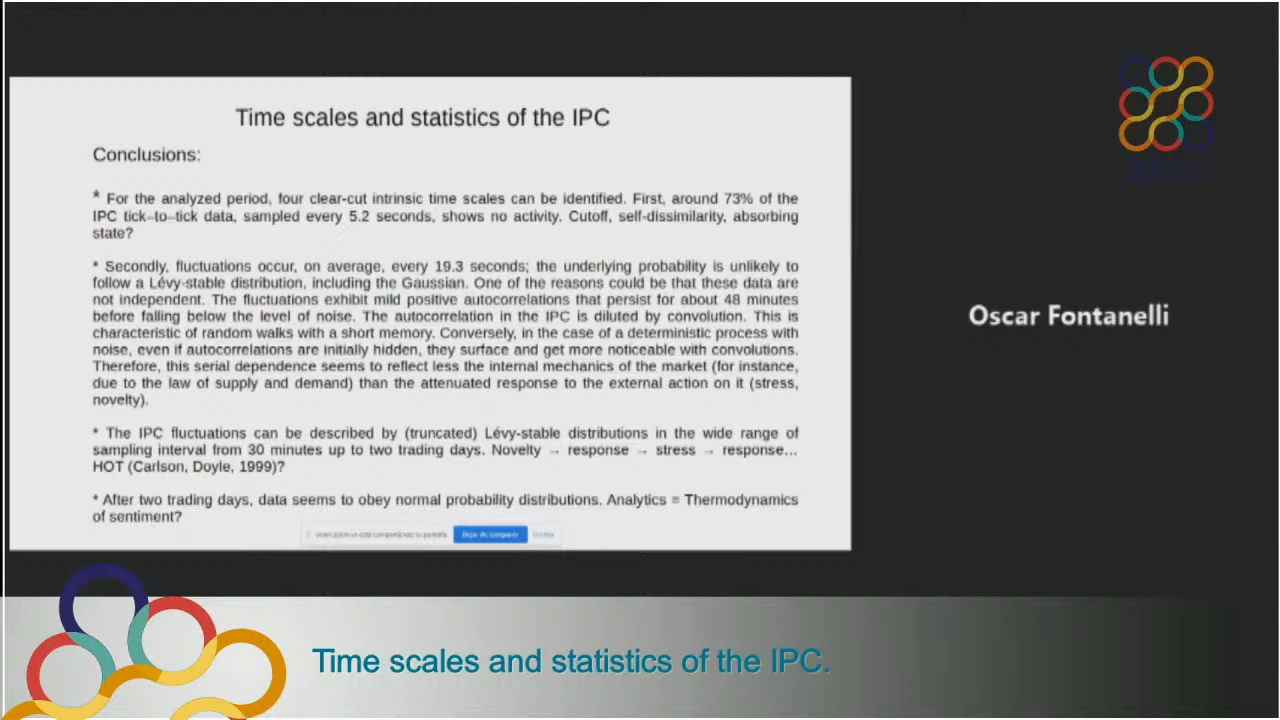 Time scales and statistics of the IPC
Conclusions:
* For the analyzed period, four clear-cut intrinsic time scales can be identified. First, around 73% of the
IPC tick-to-tick data, sampled every 5.2 seconds, shows no activity. Cutoff, self-dissimilarity, absorbing
state?
* Secondly, fluctuations occur, on average, every 19.3 seconds; the underlying probability is unlikely to
follow a Lévy-stable distribution, including the Gaussian. One of the reasons could be that these data are
not independent. The fluctuations exhibit mild positive autocorrelations that persist for about 48 minutes
before falling below the level of noise. The autocorrelation in the IPC is diluted by convolution. This is
characteristic of random walks with a short memory. Conversely, in the case of a deterministic process with
noise, even if autocorrelations are initially hidden, they surface and get more noticeable with convolutions.
Therefore, this serial dependence seems to reflect less the internal mechanics of the market (for instance,
due to the law of supply and demand) than the attenuated response to the external action on it (stress,
novelty).
* The IPC fluctuations can be described by (truncated) Lévy-stable distributions in the wide range of
sampling interval from 30 minutes up to two trading days. Novelty → response → stress → response...
HOT (Carlson, Doyle, 1999)?
* After two trading days, data seems to obey normal probability distributions. Analytics = Thermodynamics
of sentiment?
Dejar de compartir
Oscar Fontanelli
Time scales and statistics of the IPC.